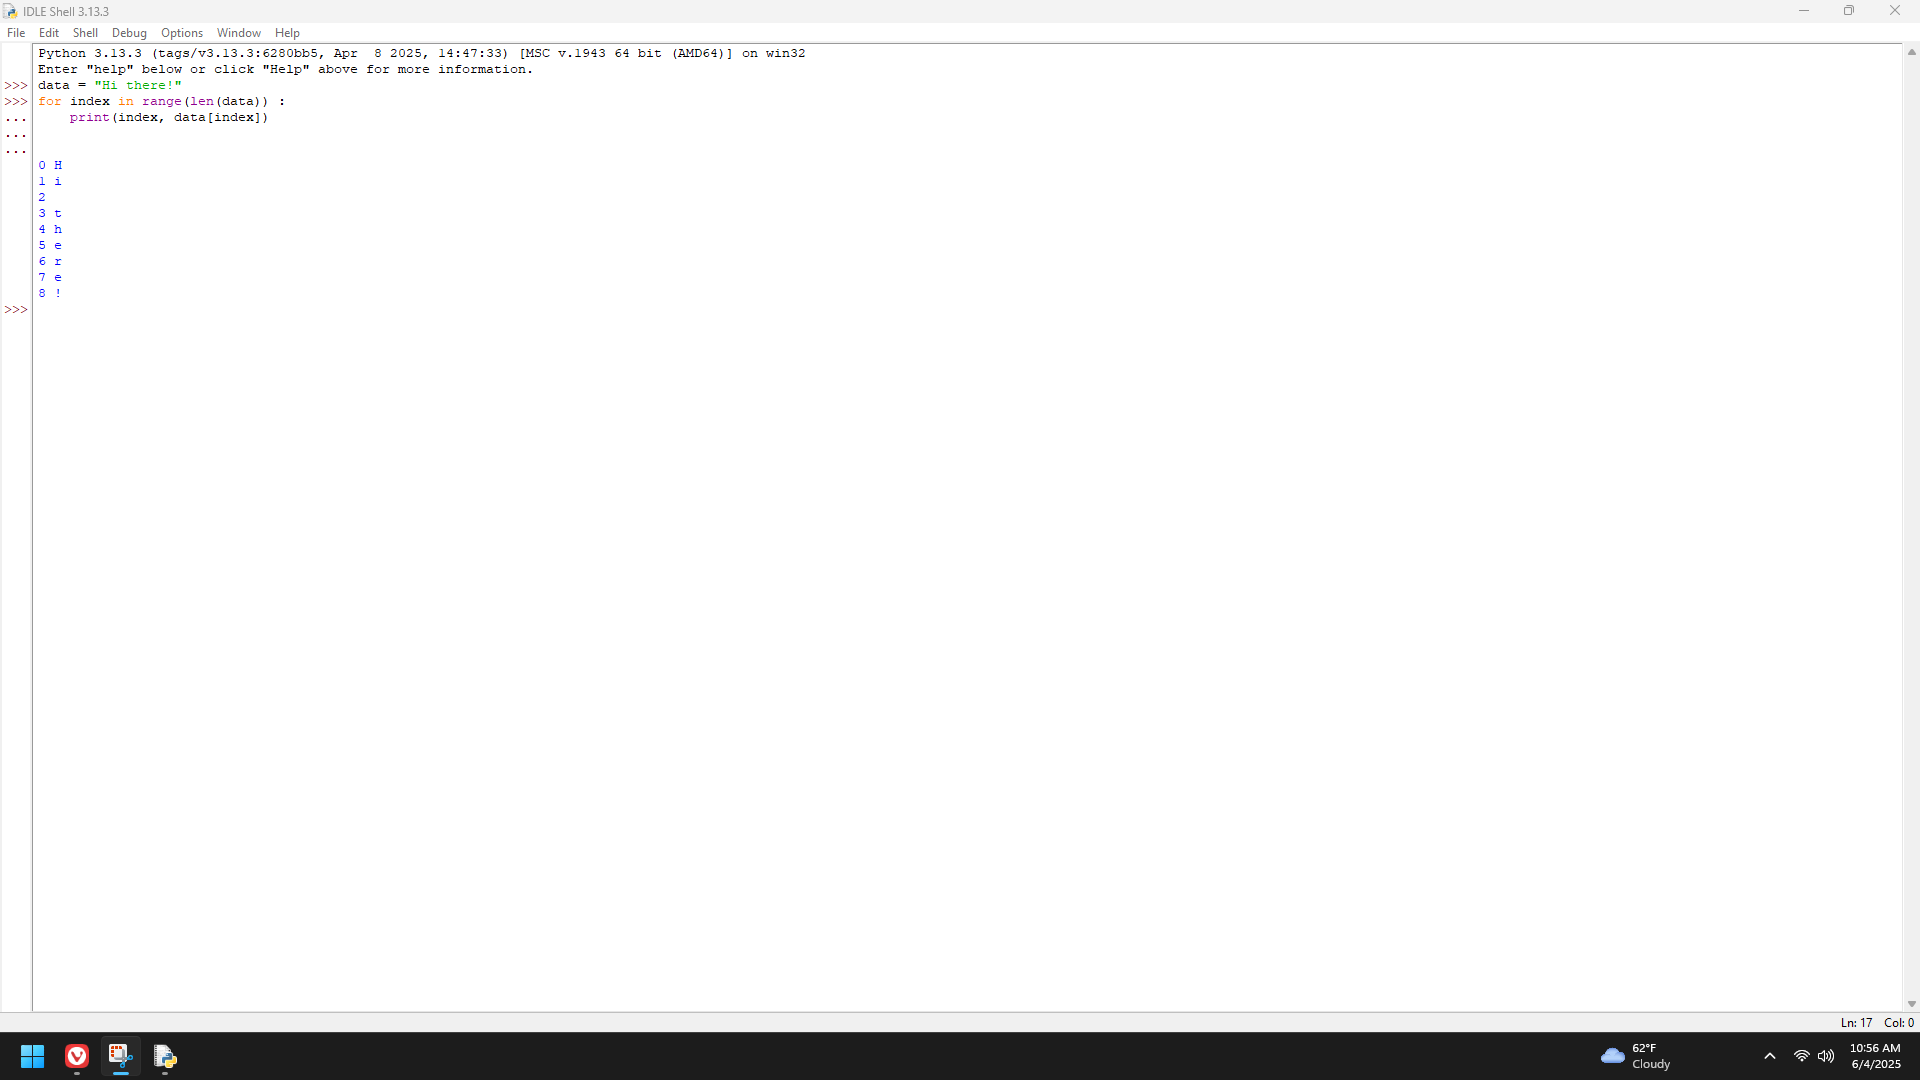 IDLE Shell 3.13.3
File Edit Shell Debug Options Window Help
Python 3.13.3 (tags/v3.13.3:6280bb5, Apr  8 2025, 14:47:33) [MSC v.1943 64 bit (AMD64)] on win32
Enter "help" below or click "Help" above for more information.
>>> data = "Hi there!"
>>> for index in range(len(data)) :
...     print(index, data[index])
...
...
0 H
1 i
2
3 t
4 h
5 e
6 r
7 e
8 !
>>>
Ln: 17 Col: 0
62°F
Cloudy
10:56 AM
6/4/2025